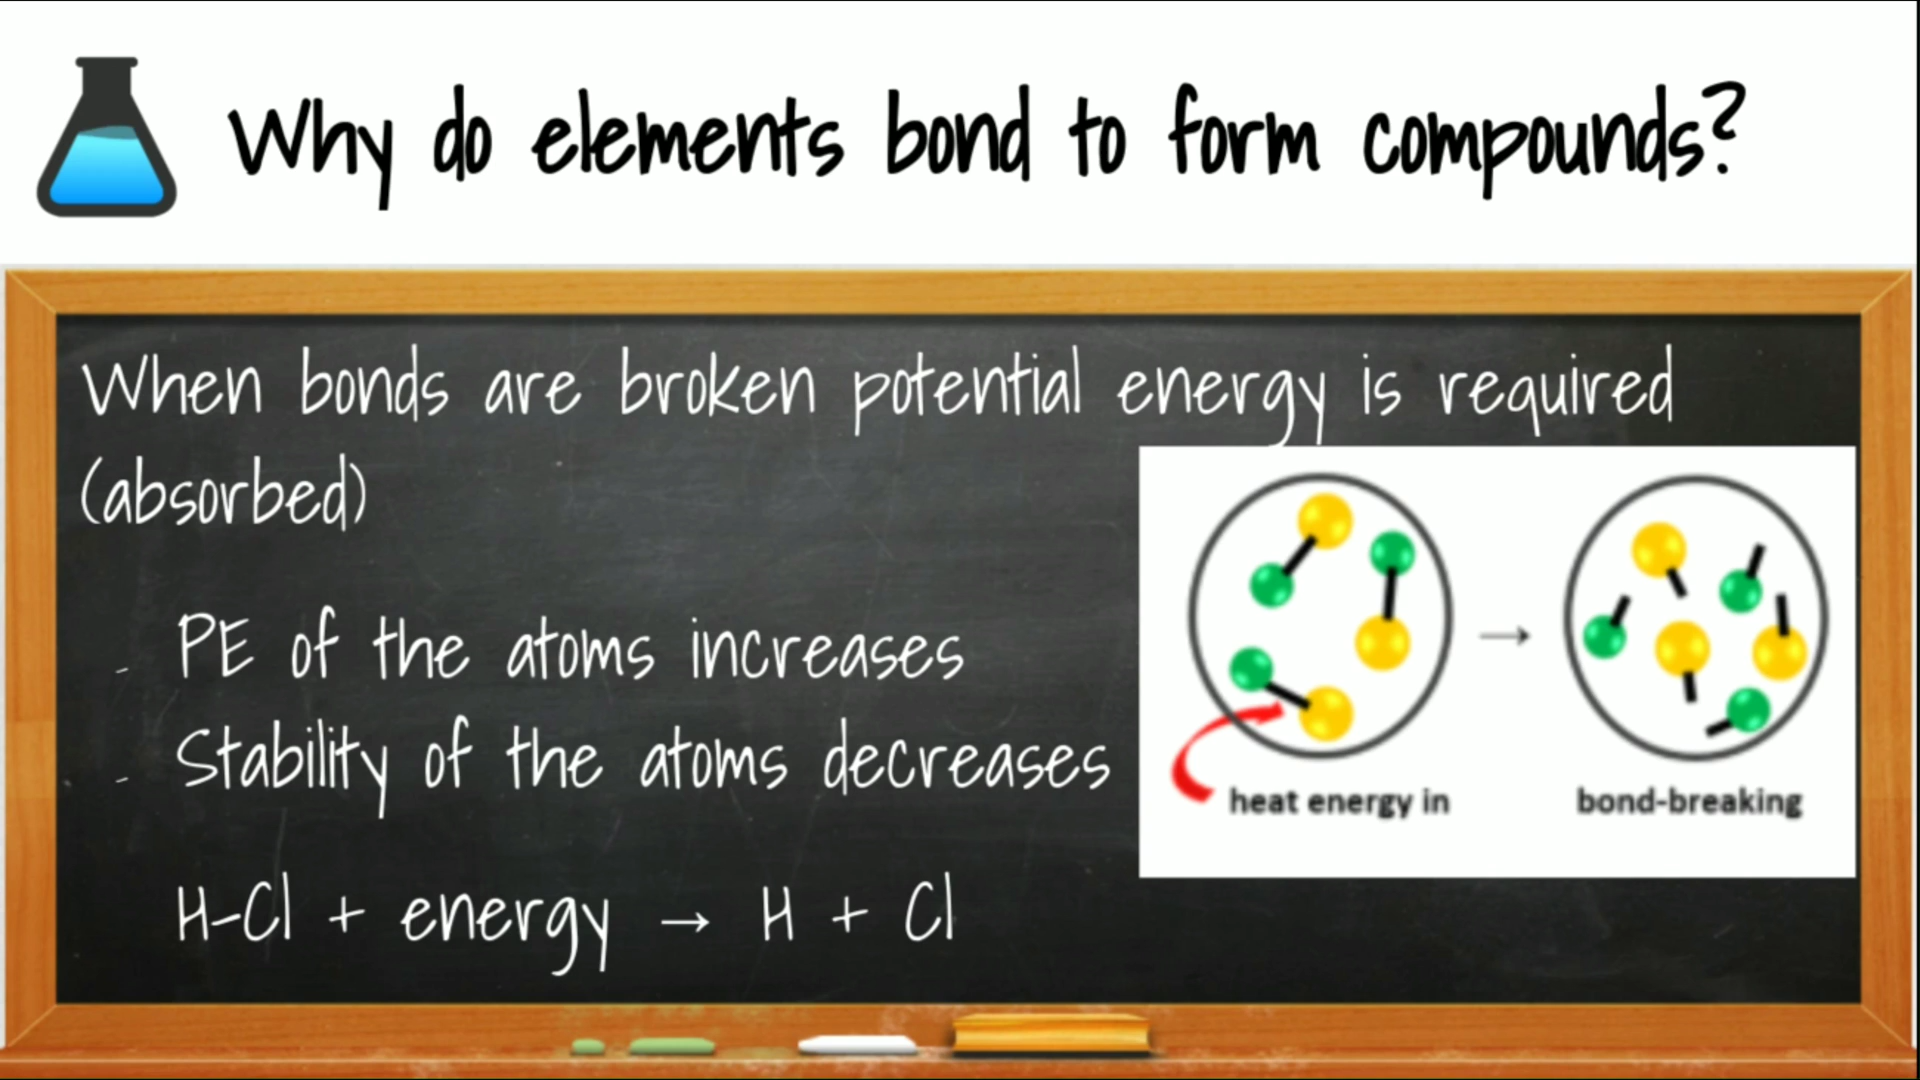 Why do elements bond to form compounds?
When bonds are broken potential energy is required
(absorbed)
- PE of the atoms increases
- Stability of the atoms decreases
H-Cl + energy → H + Cl
→
heat energy in
bond-breaking